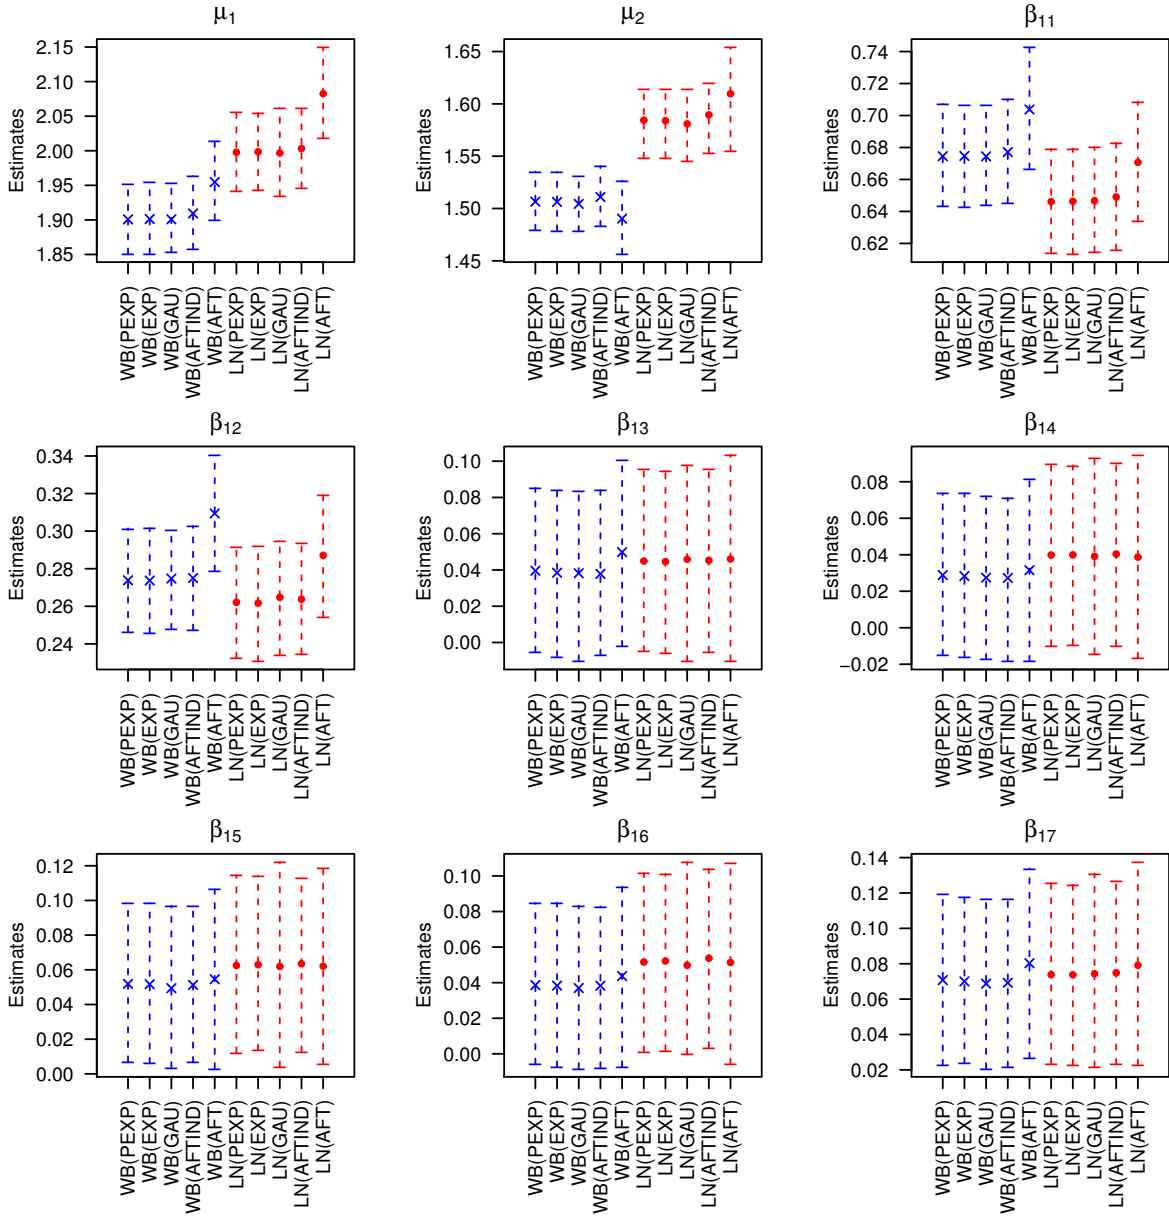 μ1
Estimates
2.15
2.10
2.05
2.00
1.95
1.90
1.85
WB(PEXP)
WB(EXP)
WB(GAU)
WB(AFTIND)
WB(AFT)
LN(PEXP)
LN(EXP)
LN(GAU)
LN(AFTIND)
LN(AFT)
μ2
Estimates
1.65
1.60
1.55
1.50
1.45
WB(PEXP)
WB(EXP)
WB(GAU)
WB(AFTIND)
WB(AFT)
LN(PEXP)
LN(EXP)
LN(GAU)
LN(AFTIND)
LN(AFT)
β11
Estimates
0.74
0.72
0.70
0.68
0.66
0.64
0.62
WB(PEXP)
WB(EXP)
WB(GAU)
WB(AFTIND)
WB(AFT)
LN(PEXP)
LN(EXP)
LN(GAU)
LN(AFTIND)
LN(AFT)
β12
Estimates
0.34
0.32
0.30
0.28
0.26
0.24
WB(PEXP)
WB(EXP)
WB(GAU)
WB(AFTIND)
WB(AFT)
LN(PEXP)
LN(EXP)
LN(GAU)
LN(AFTIND)
LN(AFT)
β13
Estimates
0.10
0.08
0.06
0.04
0.02
0.00
WB(PEXP)
WB(EXP)
WB(GAU)
WB(AFTIND)
WB(AFT)
LN(PEXP)
LN(EXP)
LN(GAU)
LN(AFTIND)
LN(AFT)
β14
Estimates
0.08
0.06
0.04
0.02
0.00
−0.02
WB(PEXP)
WB(EXP)
WB(GAU)
WB(AFTIND)
WB(AFT)
LN(PEXP)
LN(EXP)
LN(GAU)
LN(AFTIND)
LN(AFT)
β15
Estimates
0.12
0.10
0.08
0.06
0.04
0.02
0.00
WB(PEXP)
WB(EXP)
WB(GAU)
WB(AFTIND)
WB(AFT)
LN(PEXP)
LN(EXP)
LN(GAU)
LN(AFTIND)
LN(AFT)
β16
Estimates
0.10
0.08
0.06
0.04
0.02
0.00
WB(PEXP)
WB(EXP)
WB(GAU)
WB(AFTIND)
WB(AFT)
LN(PEXP)
LN(EXP)
LN(GAU)
LN(AFTIND)
LN(AFT)
β17
Estimates
0.14
0.12
0.10
0.08
0.06
0.04
0.02
WB(PEXP)
WB(EXP)
WB(GAU)
WB(AFTIND)
WB(AFT)
LN(PEXP)
LN(EXP)
LN(GAU)
LN(AFTIND)
LN(AFT)